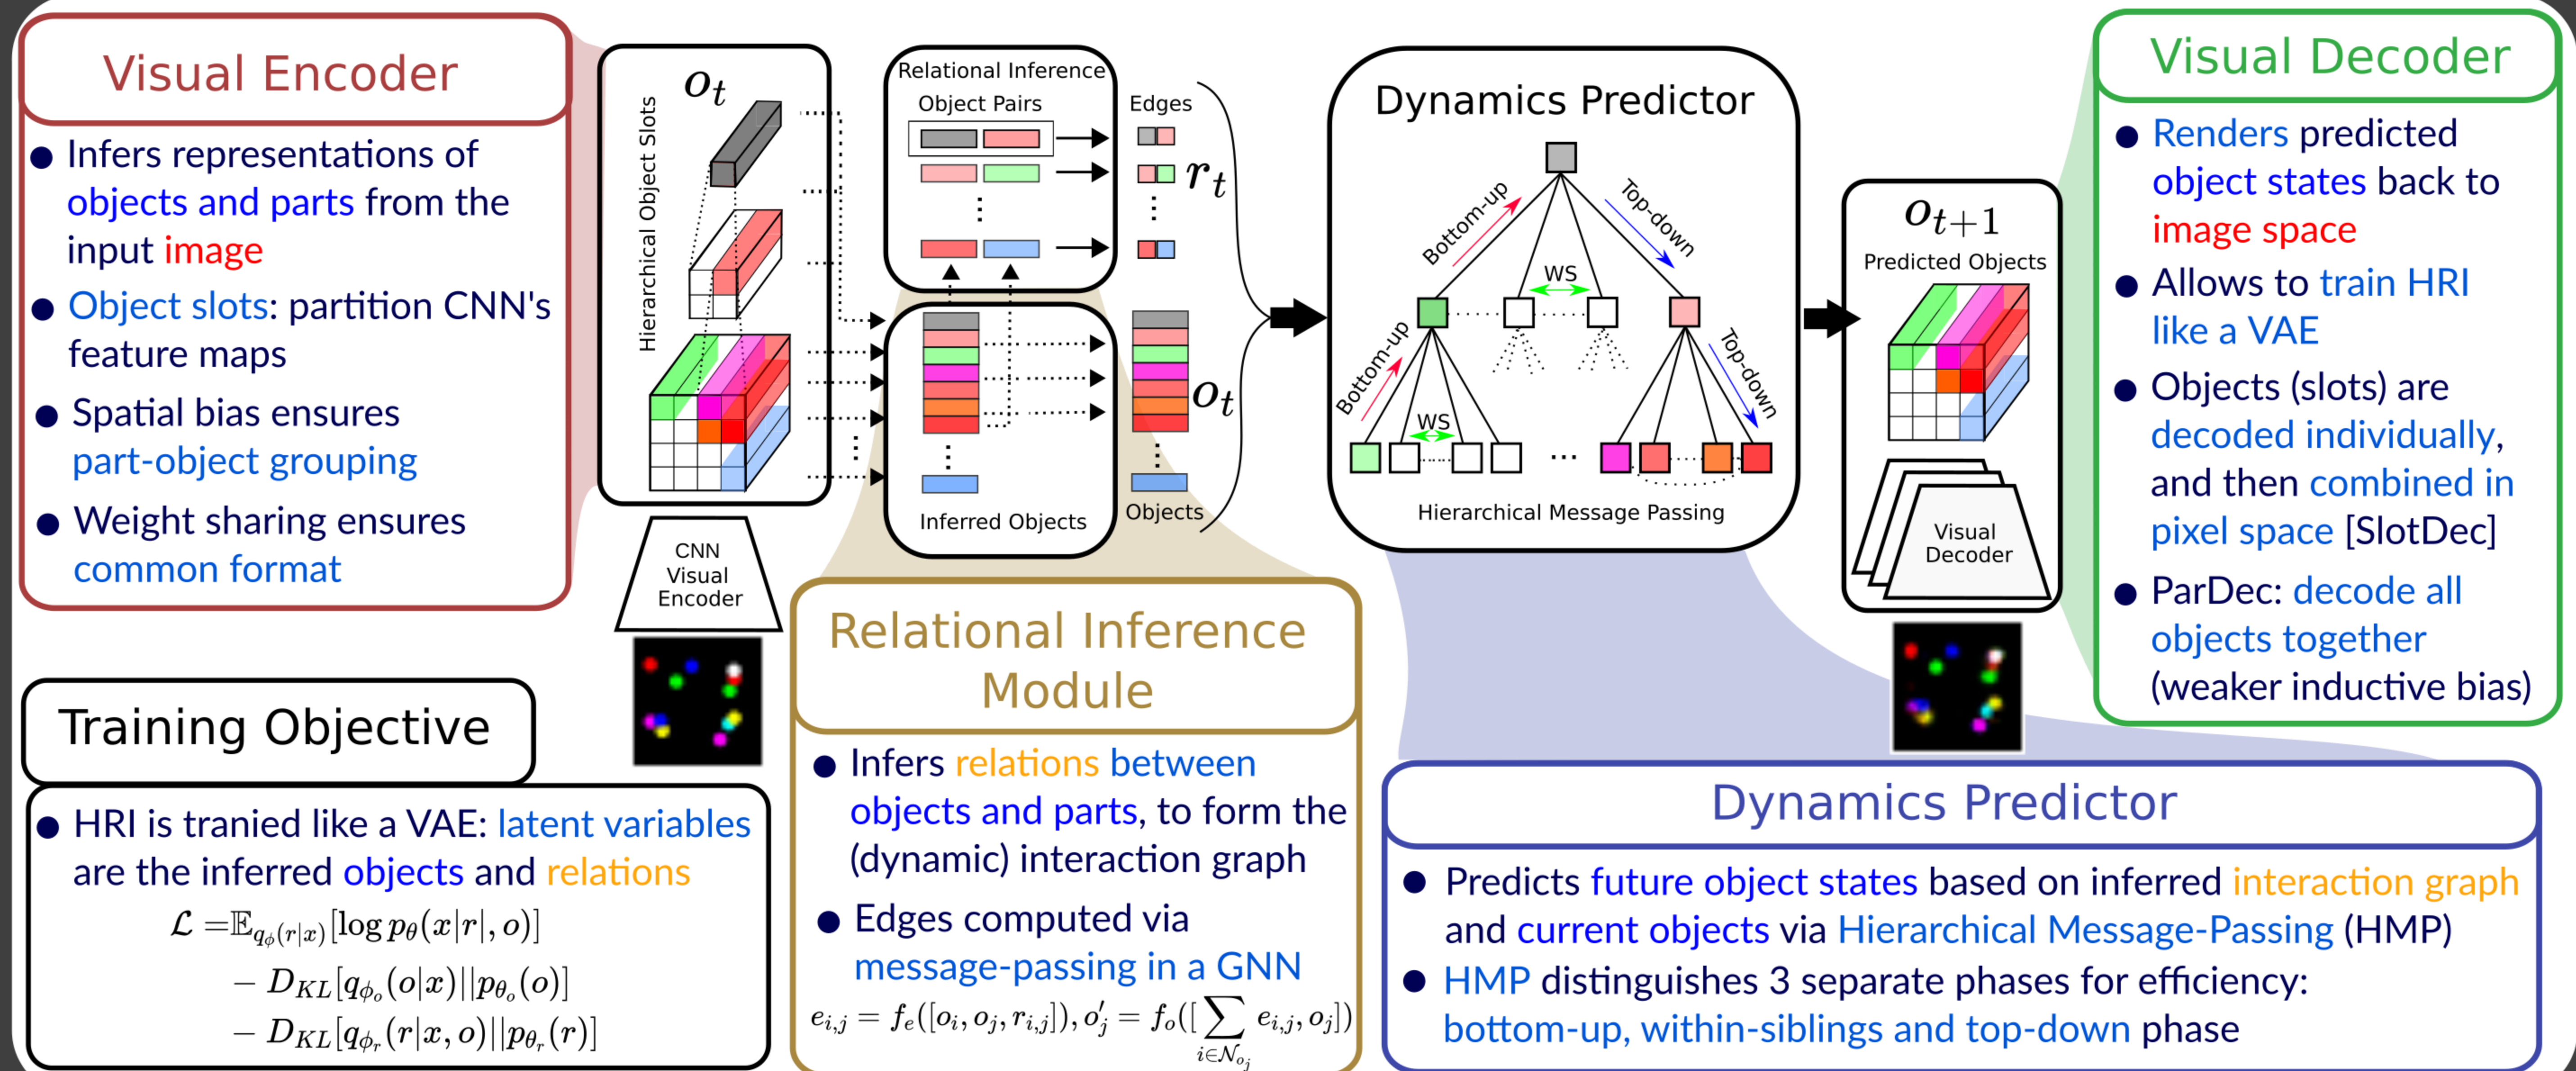 Visual Encoder
● Infers representations of
objects and parts from the
input image
● Object slots: partition CNN's
feature maps
● Spatial bias ensures
part-object grouping
● Weight sharing ensures
common format
Training Objective
● HRI is tranied like a VAE: latent variables
are the inferred objects and relations
ℒ =𝔼_{q_ϕ(r|x)}[log p_θ(x|r|, o)]
− D_{KL}[q_{ϕ_o}(o|x)||p_{θ_o}(o)]
− D_{KL}[q_{ϕ_r}(r|x, o)||p_{θ_r}(r)]
Hierarchical Object Slots
o_t
CNN
Visual
Encoder
Relational Inference
Object Pairs
Edges
r_t
Inferred Objects
Objects
o_t
Relational Inference
Module
● Infers relations between
objects and parts, to form the
(dynamic) interaction graph
● Edges computed via
message-passing in a GNN
e_{i,j} = f_e([o_i, o_j, r_{i,j}]), o'_j = f_o([∑_{i∈𝒩_{o_j}} e_{i,j}, o_j])
Dynamics Predictor
Bottom-up
Top-down
WS
Bottom-up
Top-down
WS
...
Hierarchical Message Passing
o_{t+1}
Predicted Objects
Visual
Decoder
Dynamics Predictor
● Predicts future object states based on inferred interaction graph
and current objects via Hierarchical Message-Passing (HMP)
● HMP distinguishes 3 separate phases for efficiency:
bottom-up, within-siblings and top-down phase
Visual Decoder
● Renders predicted
object states back to
image space
● Allows to train HRI
like a VAE
● Objects (slots) are
decoded individually,
and then combined in
pixel space [SlotDec]
● ParDec: decode all
objects together
(weaker inductive bias)